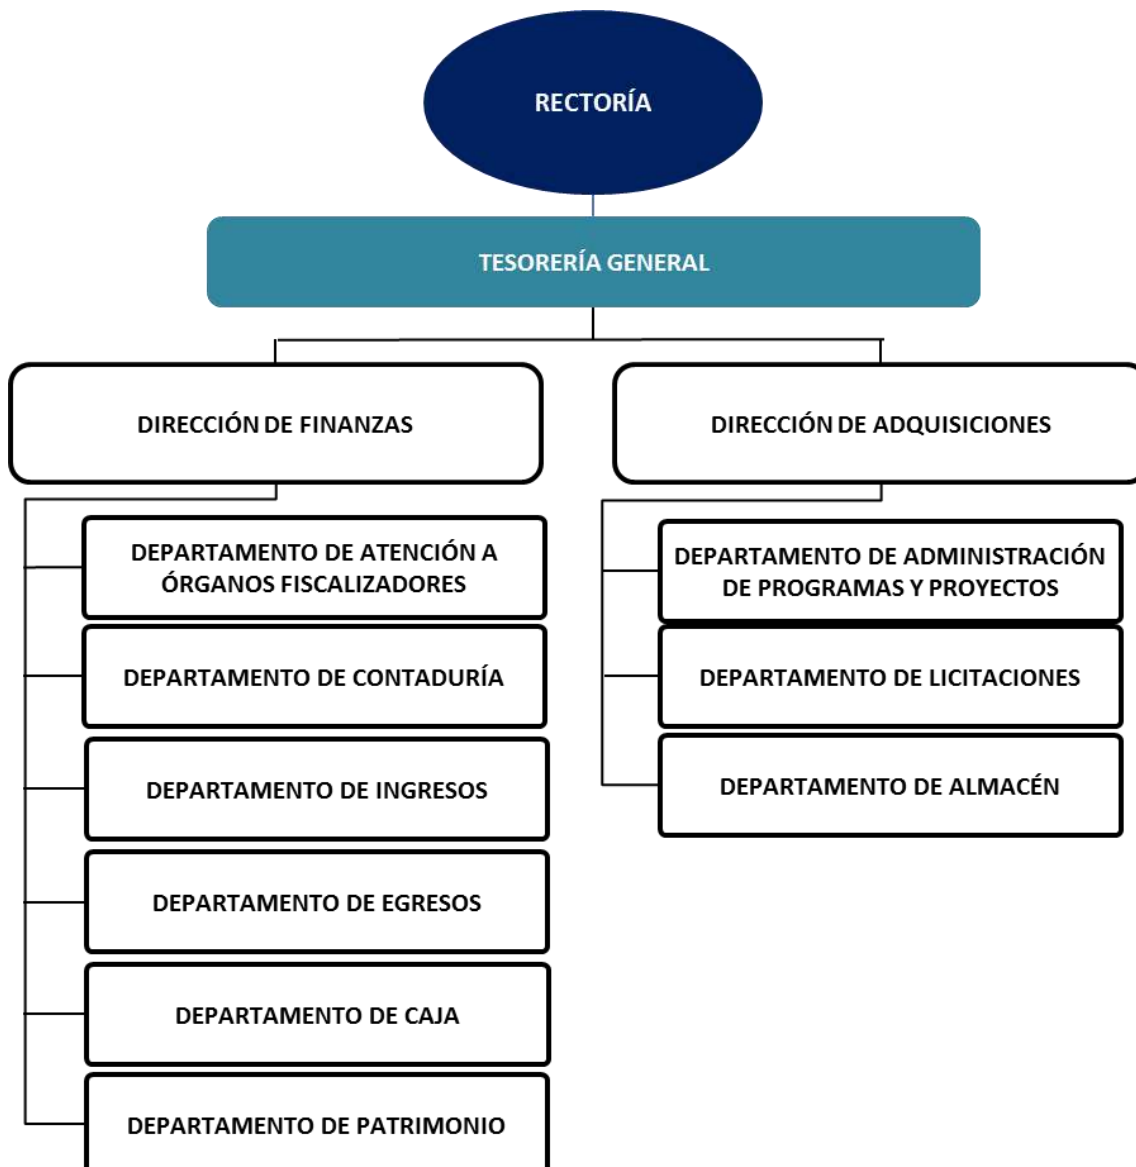 RECTORÍA
TESORERÍA GENERAL
DIRECCIÓN DE FINANZAS
DEPARTAMENTO DE ATENCIÓN A
ÓRGANOS FISCALIZADORES
DEPARTAMENTO DE CONTADURÍA
DEPARTAMENTO DE INGRESOS
DEPARTAMENTO DE EGRESOS
DEPARTAMENTO DE CAJA
DEPARTAMENTO DE PATRIMONIO
DIRECCIÓN DE ADQUISICIONES
DEPARTAMENTO DE ADMINISTRACIÓN
DE PROGRAMAS Y PROYECTOS
DEPARTAMENTO DE LICITACIONES
DEPARTAMENTO DE ALMACÉN